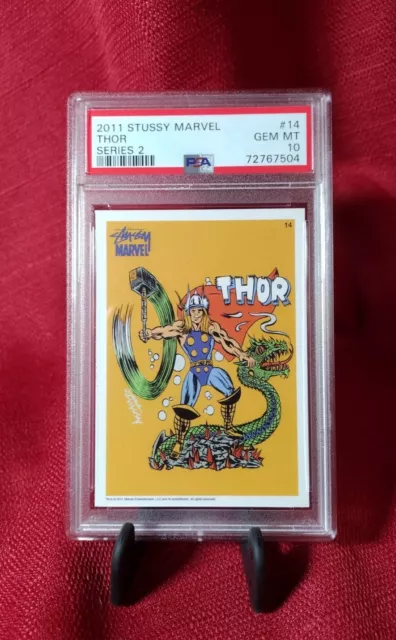 2011 STUSSY MARVEL #14
THOR GEM MT
SERIES 2 10
PSA 72767504
Stüssy 14
MARVEL
THOR